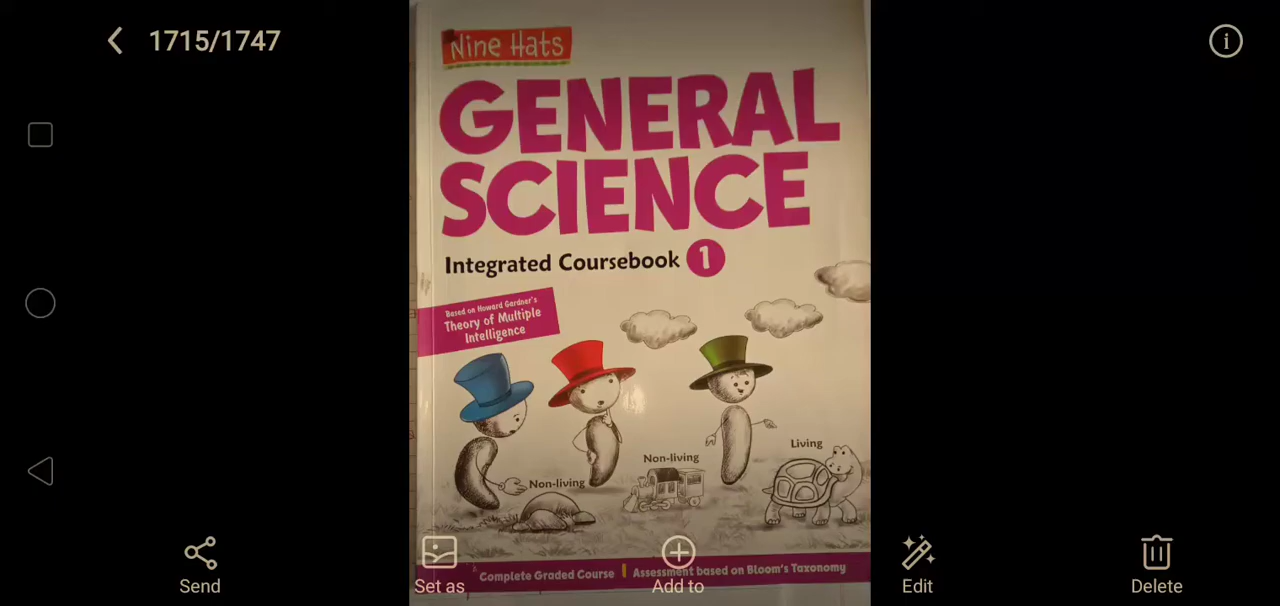 1715/1747
Nine Hats
GENERAL
SCIENCE
Integrated Coursebook 1
Based on Howard Gardner's
Theory of Multiple
Intelligence
Living
Non-living
Non-living
Complete Graded Course | Assessment based on Bloom's Taxonomy
Send
Set as
Add to
Edit
Delete